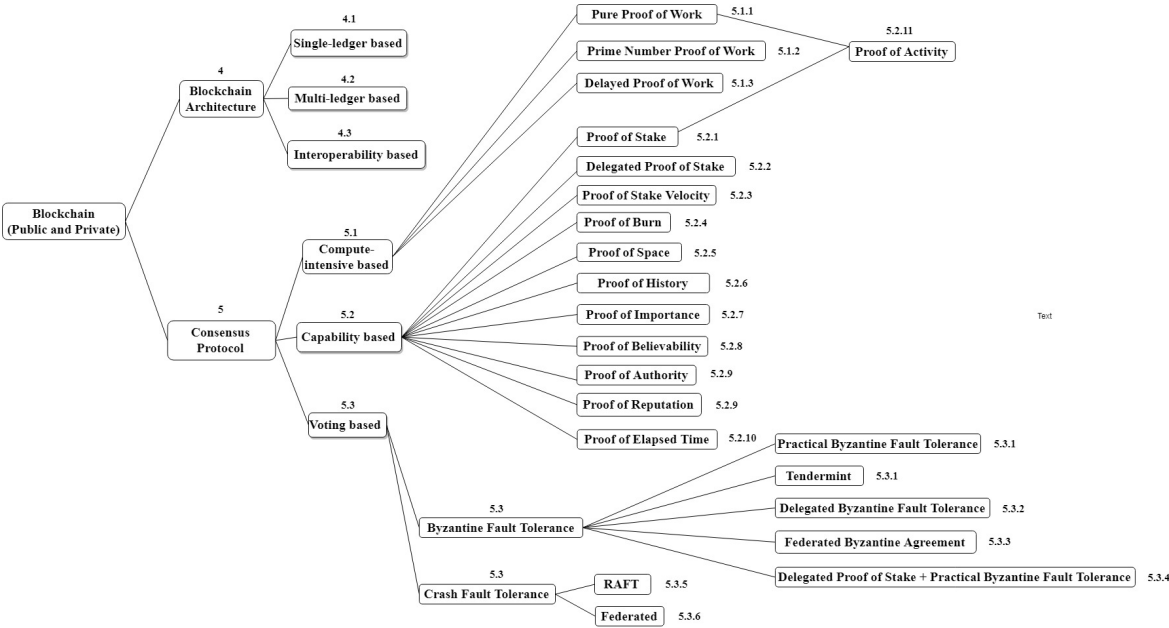 Pure Proof of Work 5.1.1
4.1
Single-ledger based
5.2.11
Proof of Activity
Prime Number Proof of Work 5.1.2
4
Blockchain
Architecture
4.2
Multi-ledger based
Delayed Proof of Work 5.1.3
4.3
Interoperability based
Proof of Stake 5.2.1
Delegated Proof of Stake 5.2.2
Proof of Stake Velocity 5.2.3
Blockchain
(Public and Private)
Proof of Burn 5.2.4
5.1
Compute-
intensive based
Proof of Space 5.2.5
Proof of History 5.2.6
5
Consensus
Protocol
5.2
Capability based
Proof of Importance 5.2.7
Text
Proof of Believability 5.2.8
Proof of Authority 5.2.9
5.3
Voting based
Proof of Reputation 5.2.9
Proof of Elapsed Time 5.2.10
Practical Byzantine Fault Tolerance 5.3.1
Tendermint 5.3.1
5.3
Byzantine Fault Tolerance
Delegated Byzantine Fault Tolerance 5.3.2
Federated Byzantine Agreement 5.3.3
Delegated Proof of Stake + Practical Byzantine Fault Tolerance 5.3.4
5.3
Crash Fault Tolerance
RAFT 5.3.5
Federated 5.3.6